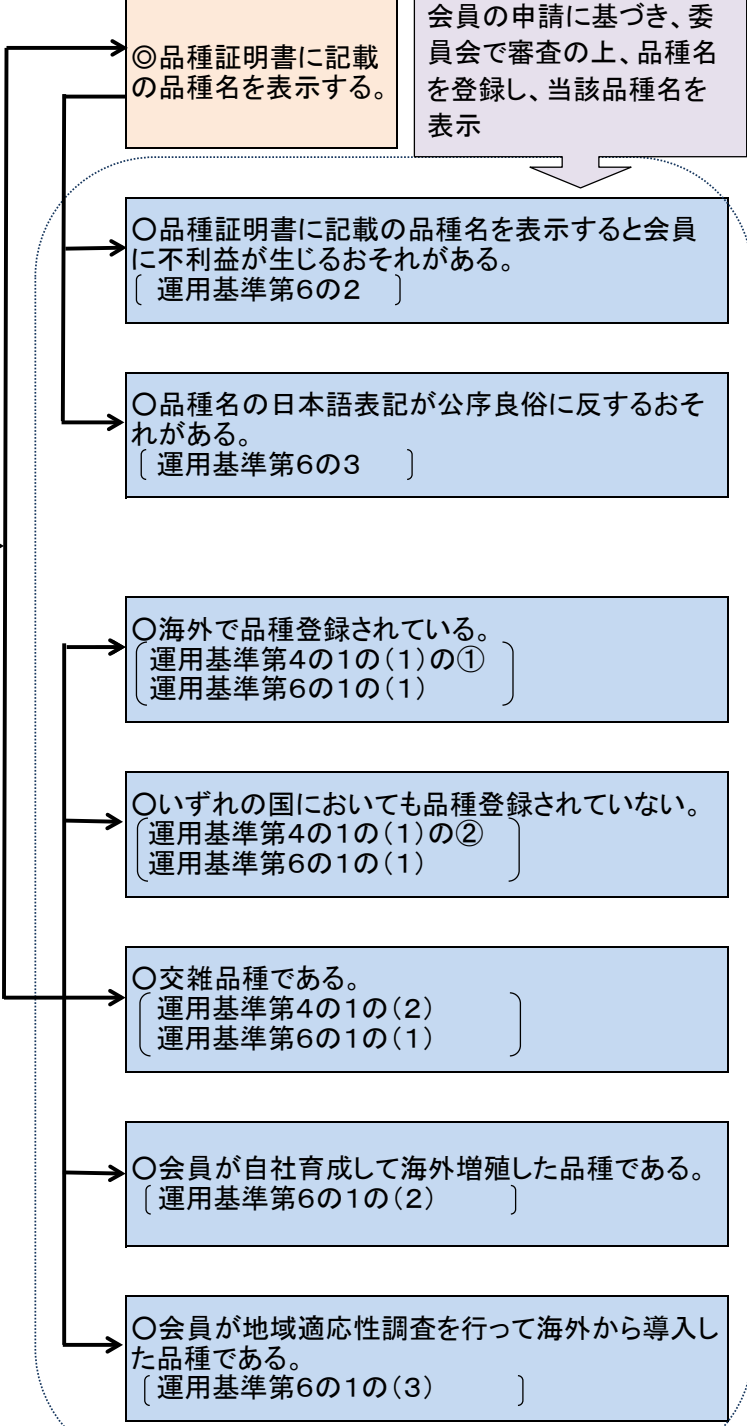 ◎品種証明書に記載
の品種名を表示する。
会員の申請に基づき、委
員会で審査の上、品種名
を登録し、当該品種名を
表示
○品種証明書に記載の品種名を表示すると会員
に不利益が生じるおそれがある。
〔 運用基準第6の2 〕
○品種名の日本語表記が公序良俗に反するおそ
れがある。
〔 運用基準第6の3 〕
○海外で品種登録されている。
運用基準第4の1の(1)の①
運用基準第6の1の(1)
○いずれの国においても品種登録されていない。
運用基準第4の1の(1)の②
運用基準第6の1の(1)
○交雑品種である。
運用基準第4の1の(2)
運用基準第6の1の(1)
○会員が自社育成して海外増殖した品種である。
〔 運用基準第6の1の(2) 〕
○会員が地域適応性調査を行って海外から導入し
た品種である。
〔 運用基準第6の1の(3) 〕